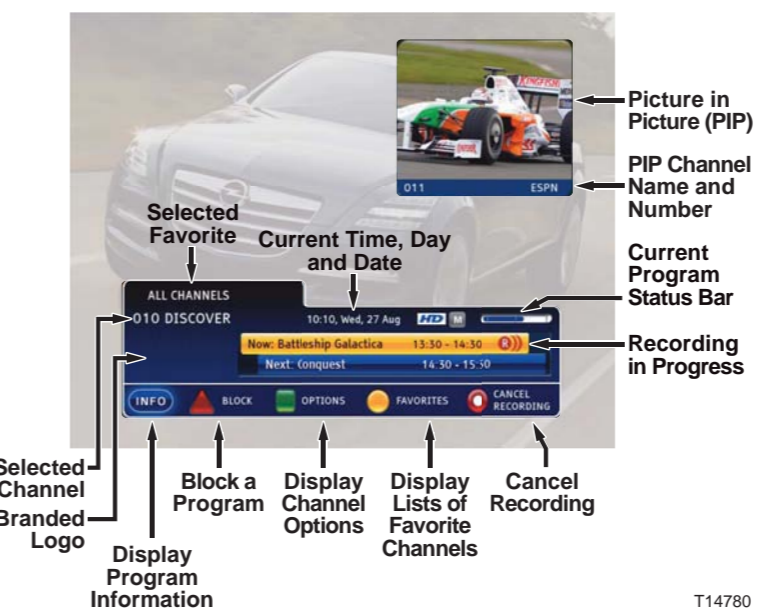 KINGFISH
Picture in
Picture (PIP)
011 ESPN
PIP Channel
Name and
Number
Selected
Favorite
Current Time, Day
and Date
Current
Program
Status Bar
ALL CHANNELS
010 DISCOVER
10:10, Wed, 27 Aug HD M
Now: Battleship Galactica 13:30 - 14:30 R
Recording
in Progress
Next: Conquest 14:30 - 15:30
INFO BLOCK OPTIONS FAVORITES CANCEL
RECORDING
Selected
Channel
Branded
Logo
Display
Program
Information
Block a
Program
Display
Channel
Options
Display
Lists of
Favorite
Channels
Cancel
Recording
T14780